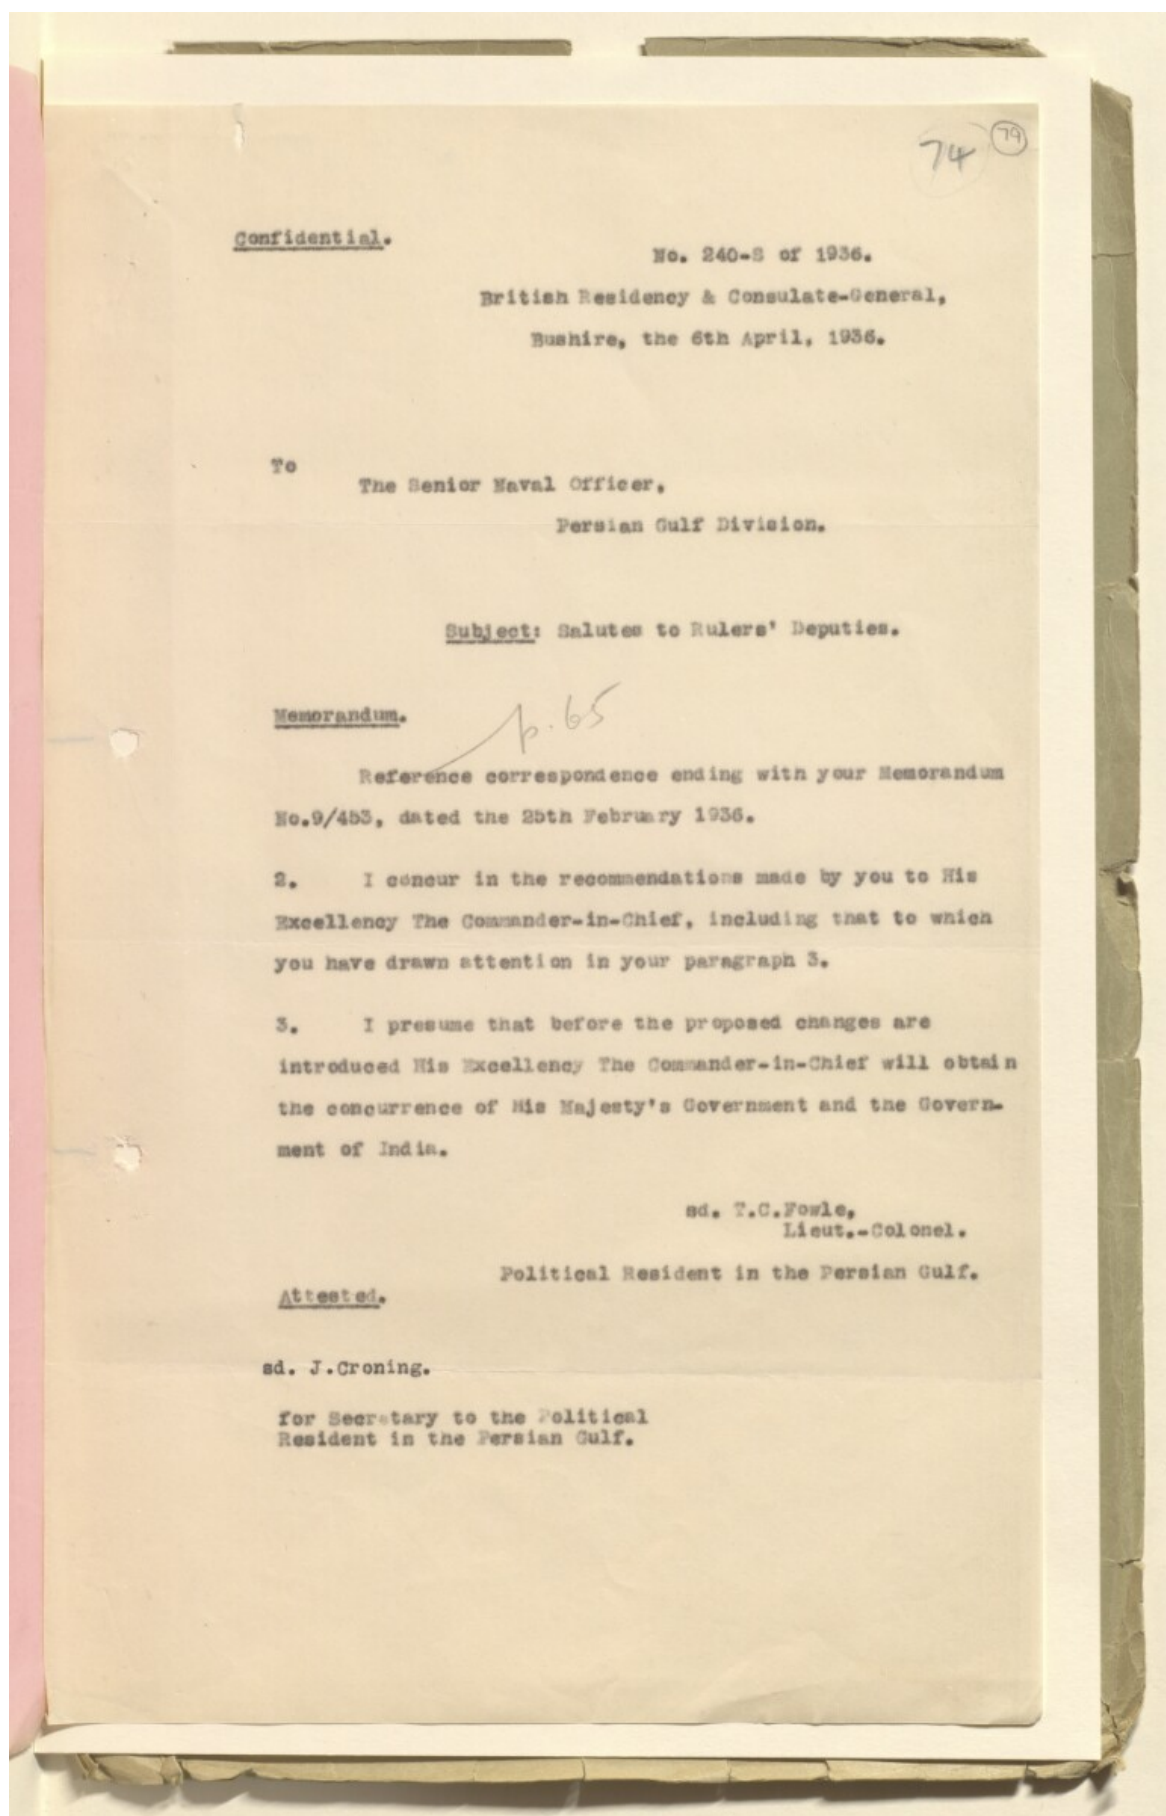 74 79
Confidential.
No. 240-S of 1936.
British Residency & Consulate-General,
Bushire, the 6th April, 1936.
To
The Senior Naval Officer,
Persian Gulf Division.
Subject: Salutes to Rulers' Deputies.
p. 65
Memorandum.
Reference correspondence ending with your Memorandum
No.9/453, dated the 25th February 1936.
2. I concur in the recommendations made by you to His
Excellency The Commander-in-Chief, including that to which
you have drawn attention in your paragraph 3.
3. I presume that before the proposed changes are
introduced His Excellency The Commander-in-Chief will obtain
the concurrence of His Majesty's Government and the Govern-
ment of India.
sd. T.C.Fowle,
Lieut.-Colonel.
Political Resident in the Persian Gulf.
Attested.
sd. J.Croning.
for Secretary to the Political
Resident in the Persian Gulf.